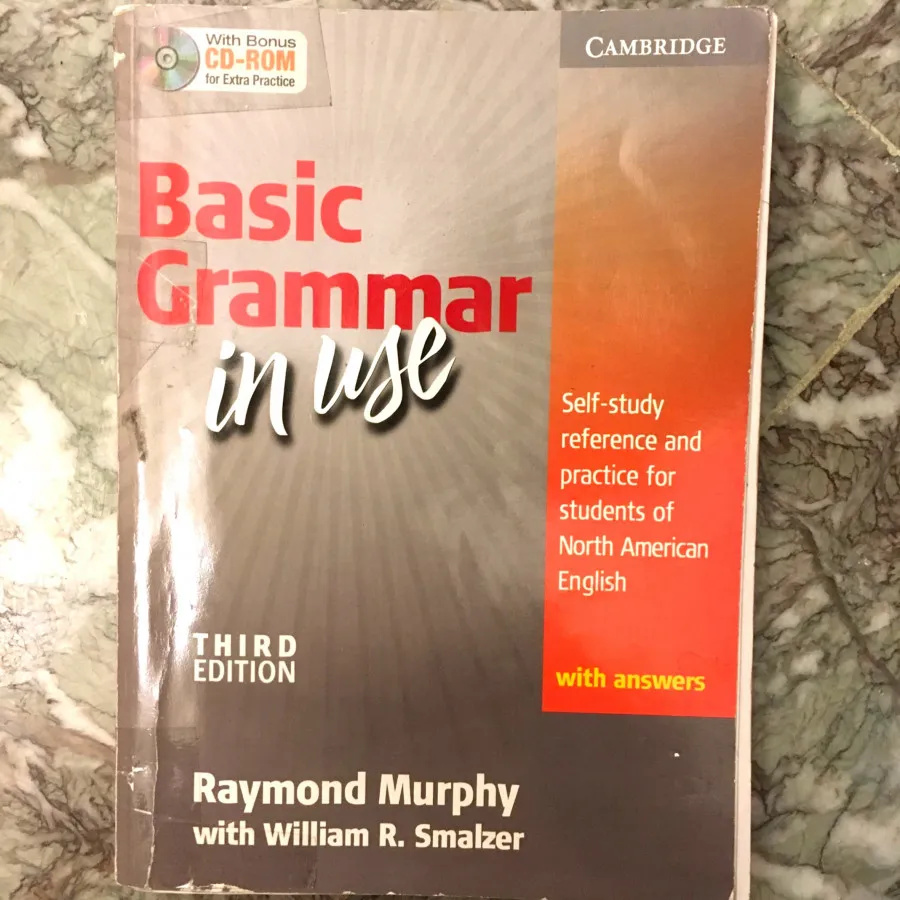 With Bonus
CD-ROM
for Extra Practice
CAMBRIDGE
Basic
Grammar
in use
Self-study
reference and
practice for
students of
North American
English
with answers
THIRD
EDITION
Raymond Murphy
with William R. Smalzer